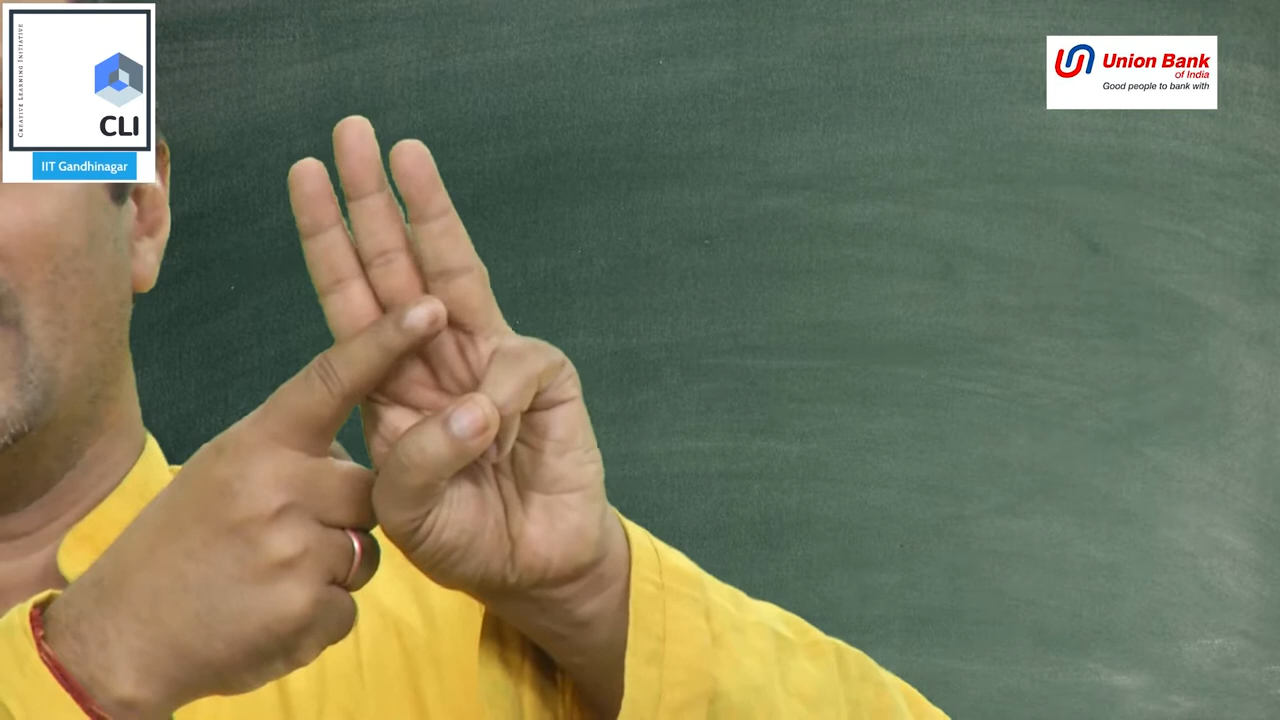 CREATIVE LEARNING INITIATIVE
CLI
IIT Gandhinagar
Union Bank
of India
Good people to bank with